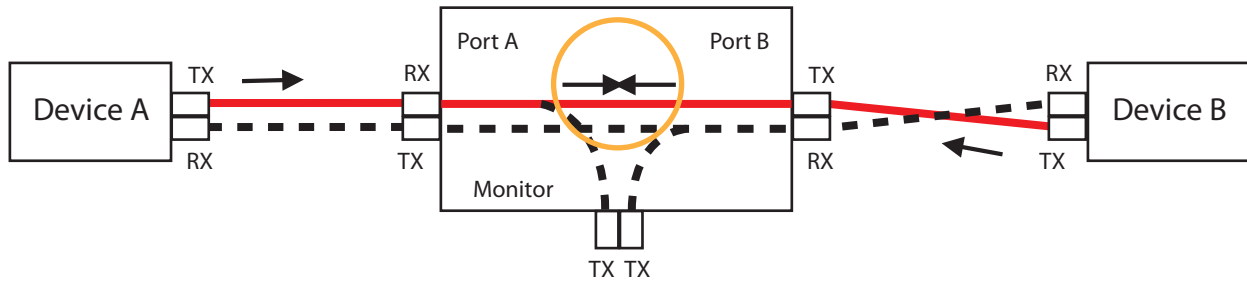 Port A
Port B
TX
RX
TX
RX
Device A
Device B
RX
TX
RX
TX
Monitor
TX
TX